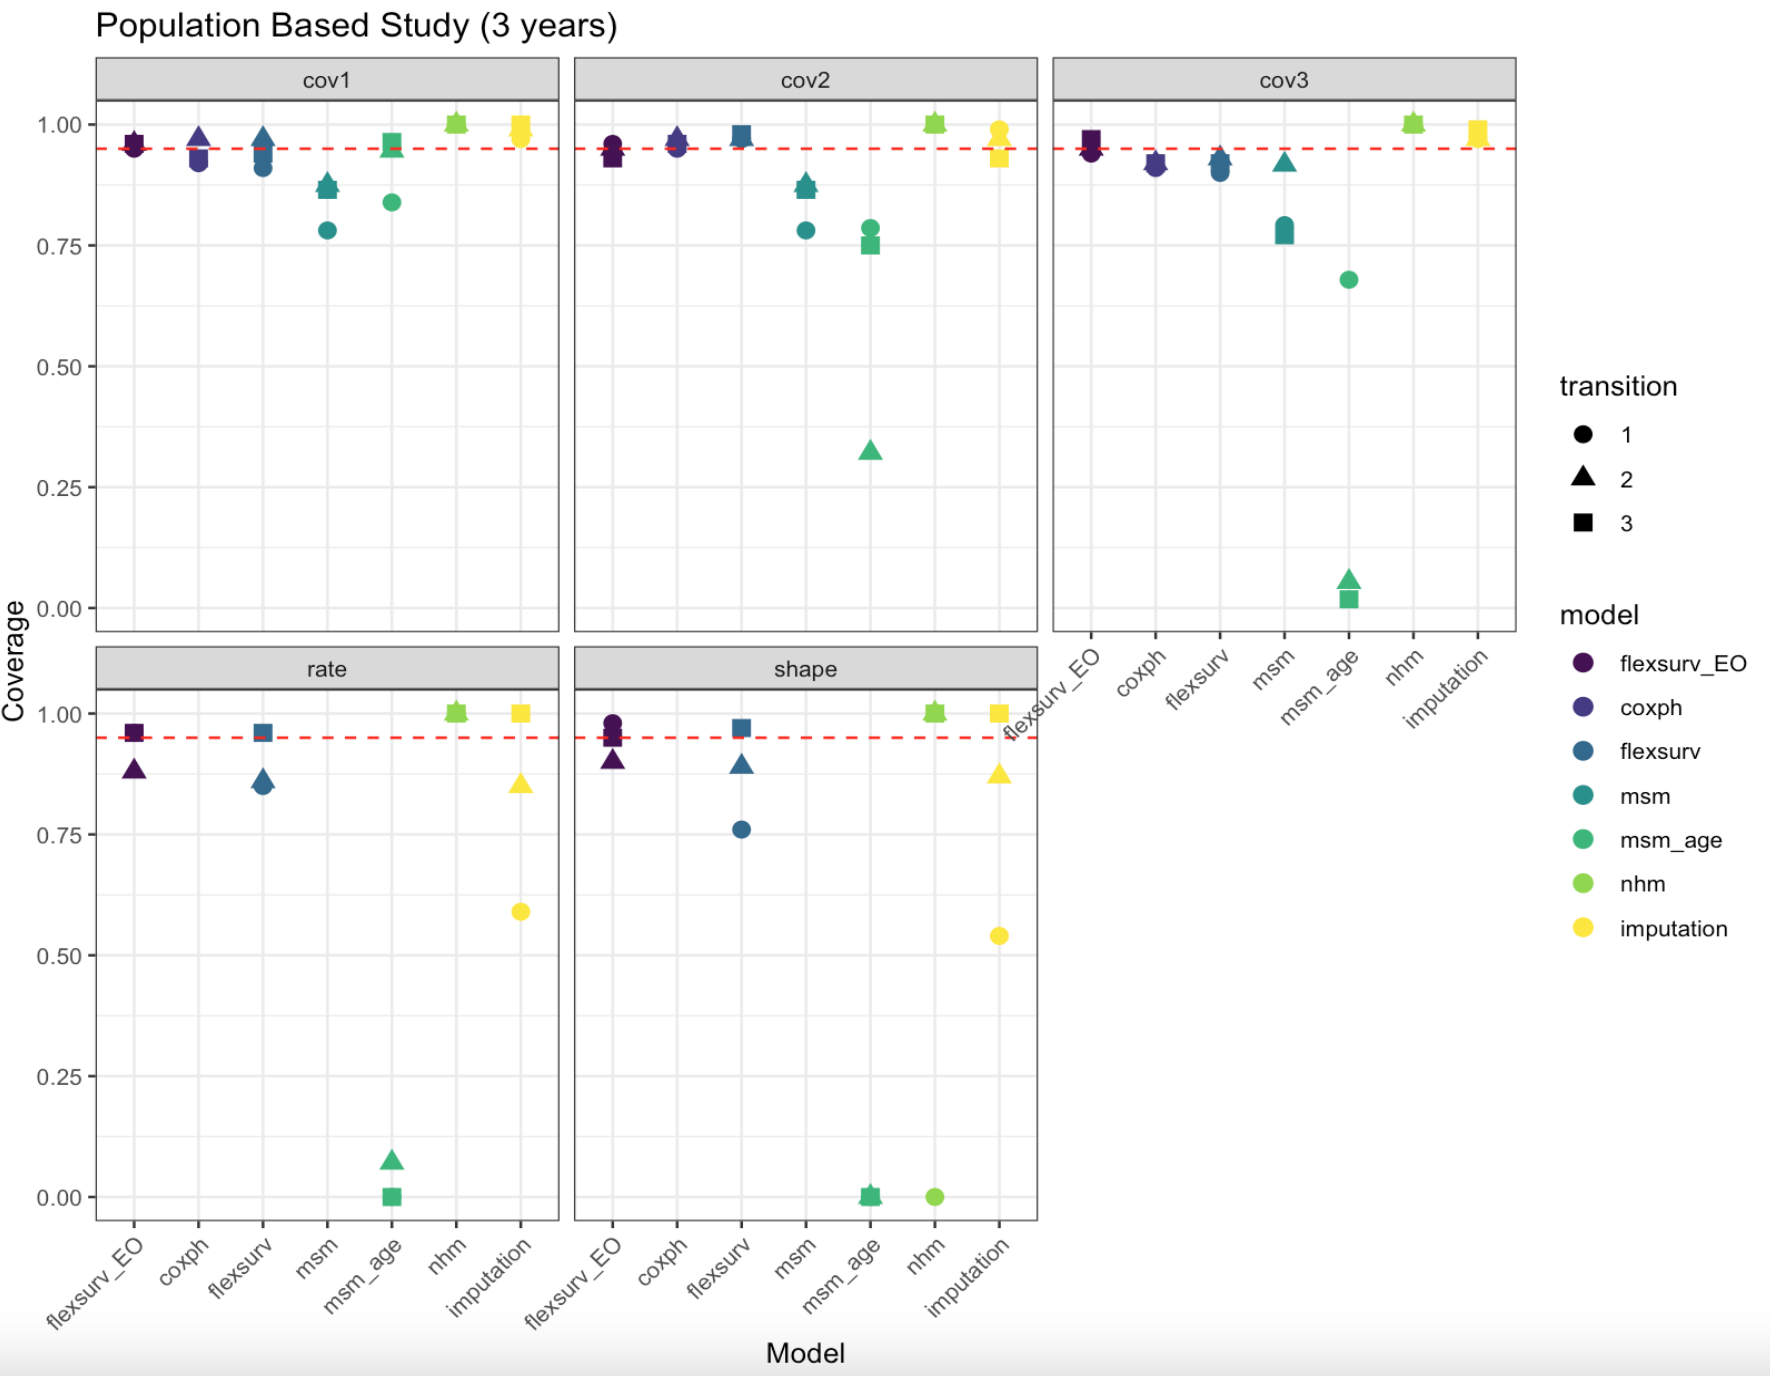 Population Based Study (3 years)
cov1
cov2
cov3
1.00
0.75
0.50
0.25
0.00
flexsurv_EO
coxph
flexsurv
msm
msm_age
nhm
imputation
rate
shape
1.00
0.75
0.50
0.25
0.00
flexsurv_EO
coxph
flexsurv
msm
msm_age
nhm
imputation
flexsurv_EO
coxph
flexsurv
msm
msm_age
nhm
imputation
Coverage
Model
transition
1
2
3
model
flexsurv_EO
coxph
flexsurv
msm
msm_age
nhm
imputation